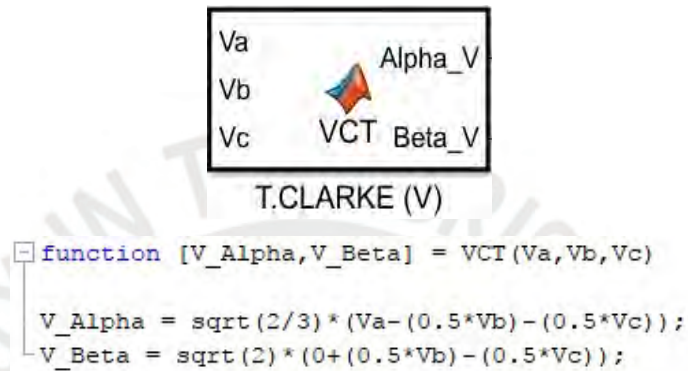 Va
Alpha_V
Vb
Vc
VCT
Beta_V
T.CLARKE (V)
function [V_Alpha,V_Beta] = VCT(Va,Vb,Vc)
V_Alpha = sqrt(2/3)*(Va-(0.5*Vb)-(0.5*Vc));
V_Beta = sqrt(2)*(0+(0.5*Vb)-(0.5*Vc));